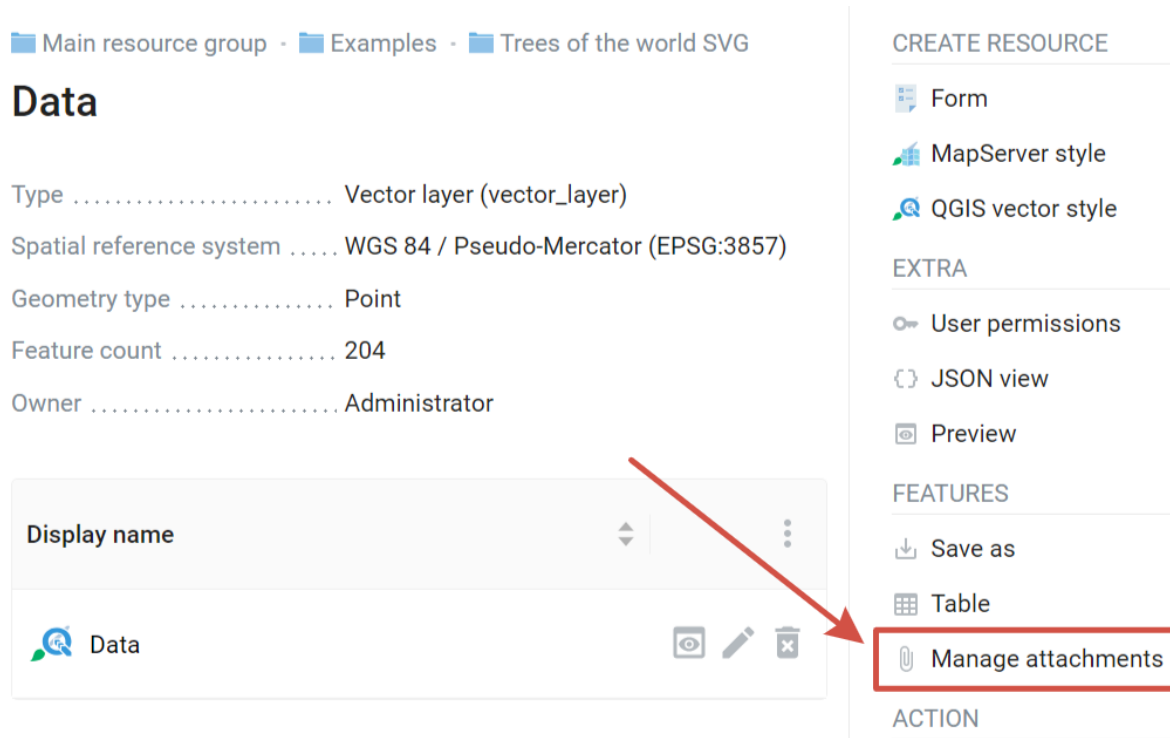 Main resource group · Examples · Trees of the world SVG
Data
Type ......................... Vector layer (vector_layer)
Spatial reference system ..... WGS 84 / Pseudo-Mercator (EPSG:3857)
Geometry type ............... Point
Feature count ................ 204
Owner ........................ Administrator
Display name
Data
CREATE RESOURCE
Form
MapServer style
QGIS vector style
EXTRA
User permissions
JSON view
Preview
FEATURES
Save as
Table
Manage attachments
ACTION